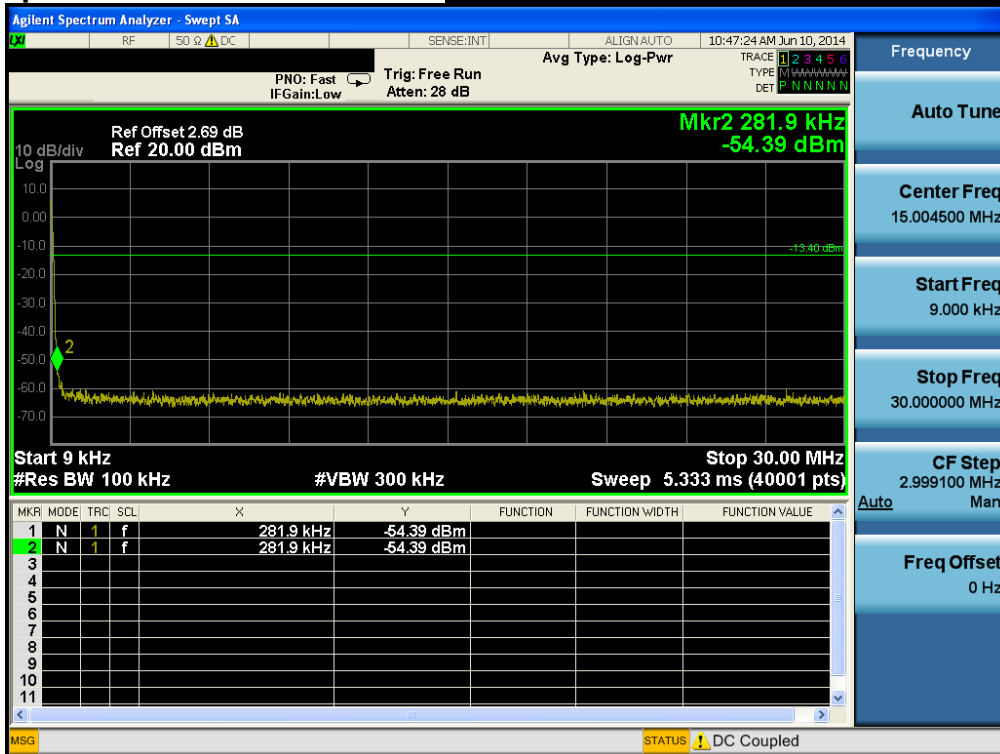 Agilent Spectrum Analyzer - Swept SA
LXI RF 50 Ω DC SENSE:INT ALIGN AUTO 10:47:24 AM Jun 10, 2014
Avg Type: Log-Pwr TRACE 1 2 3 4 5 6
PNO: Fast Trig: Free Run TYPE M
IFGain:Low Atten: 28 dB DET P N N N N N
Mkr2 281.9 kHz
-54.39 dBm
Ref Offset 2.69 dB
10 dB/div Ref 20.00 dBm
Log
10.0
0.00
-10.0
-13.40 dBm
-20.0
-30.0
-40.0
2
-50.0
-60.0
-70.0
Start 9 kHz Stop 30.00 MHz
#Res BW 100 kHz #VBW 300 kHz Sweep 5.333 ms (40001 pts)
MKR MODE TRC SCL X Y FUNCTION FUNCTION WIDTH FUNCTION VALUE
1 N 1 f 281.9 kHz -54.39 dBm
2 N 1 f 281.9 kHz -54.39 dBm
3
4
5
6
7
8
9
10
11
MSG STATUS DC Coupled
Frequency
Auto Tune
Center Freq
15.004500 MHz
Start Freq
9.000 kHz
Stop Freq
30.000000 MHz
CF Step
2.999100 MHz
Auto Man
Freq Offset
0 Hz